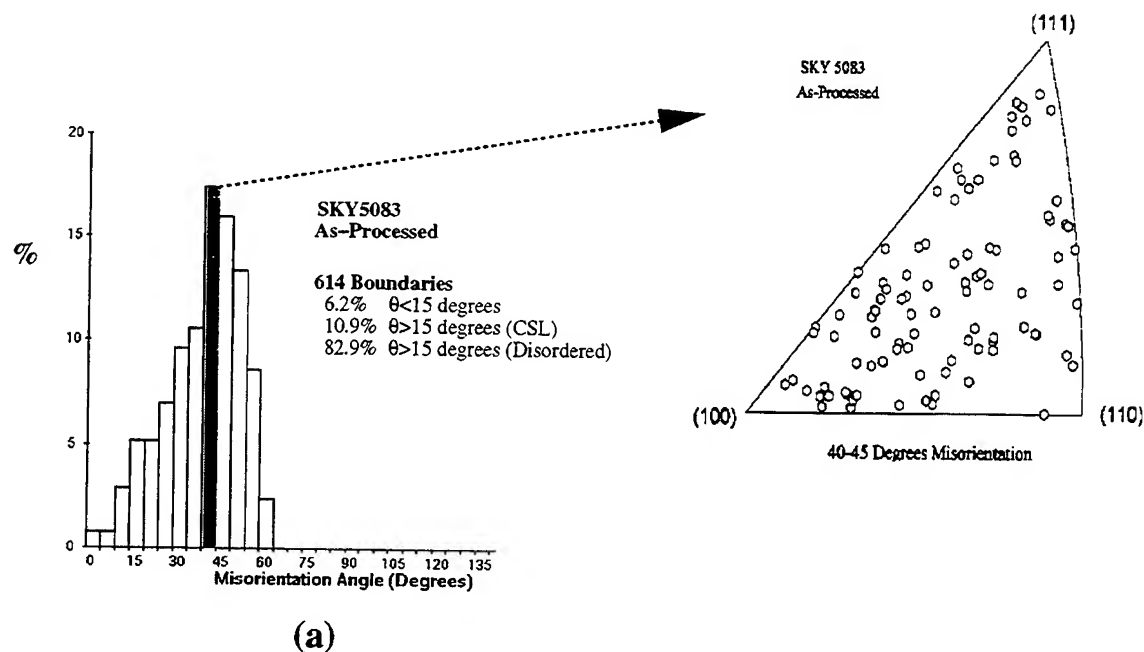 20
15
10
5
0
%
0 15 30 45 60 75 90 105 120 135
Misorientation Angle (Degrees)
SKY5083
As-Processed
614 Boundaries
6.2% θ<15 degrees
10.9% θ>15 degrees (CSL)
82.9% θ>15 degrees (Disordered)
(a)
SKY 5083
As-Processed
(111)
(100)
(110)
40-45 Degrees Misorientation